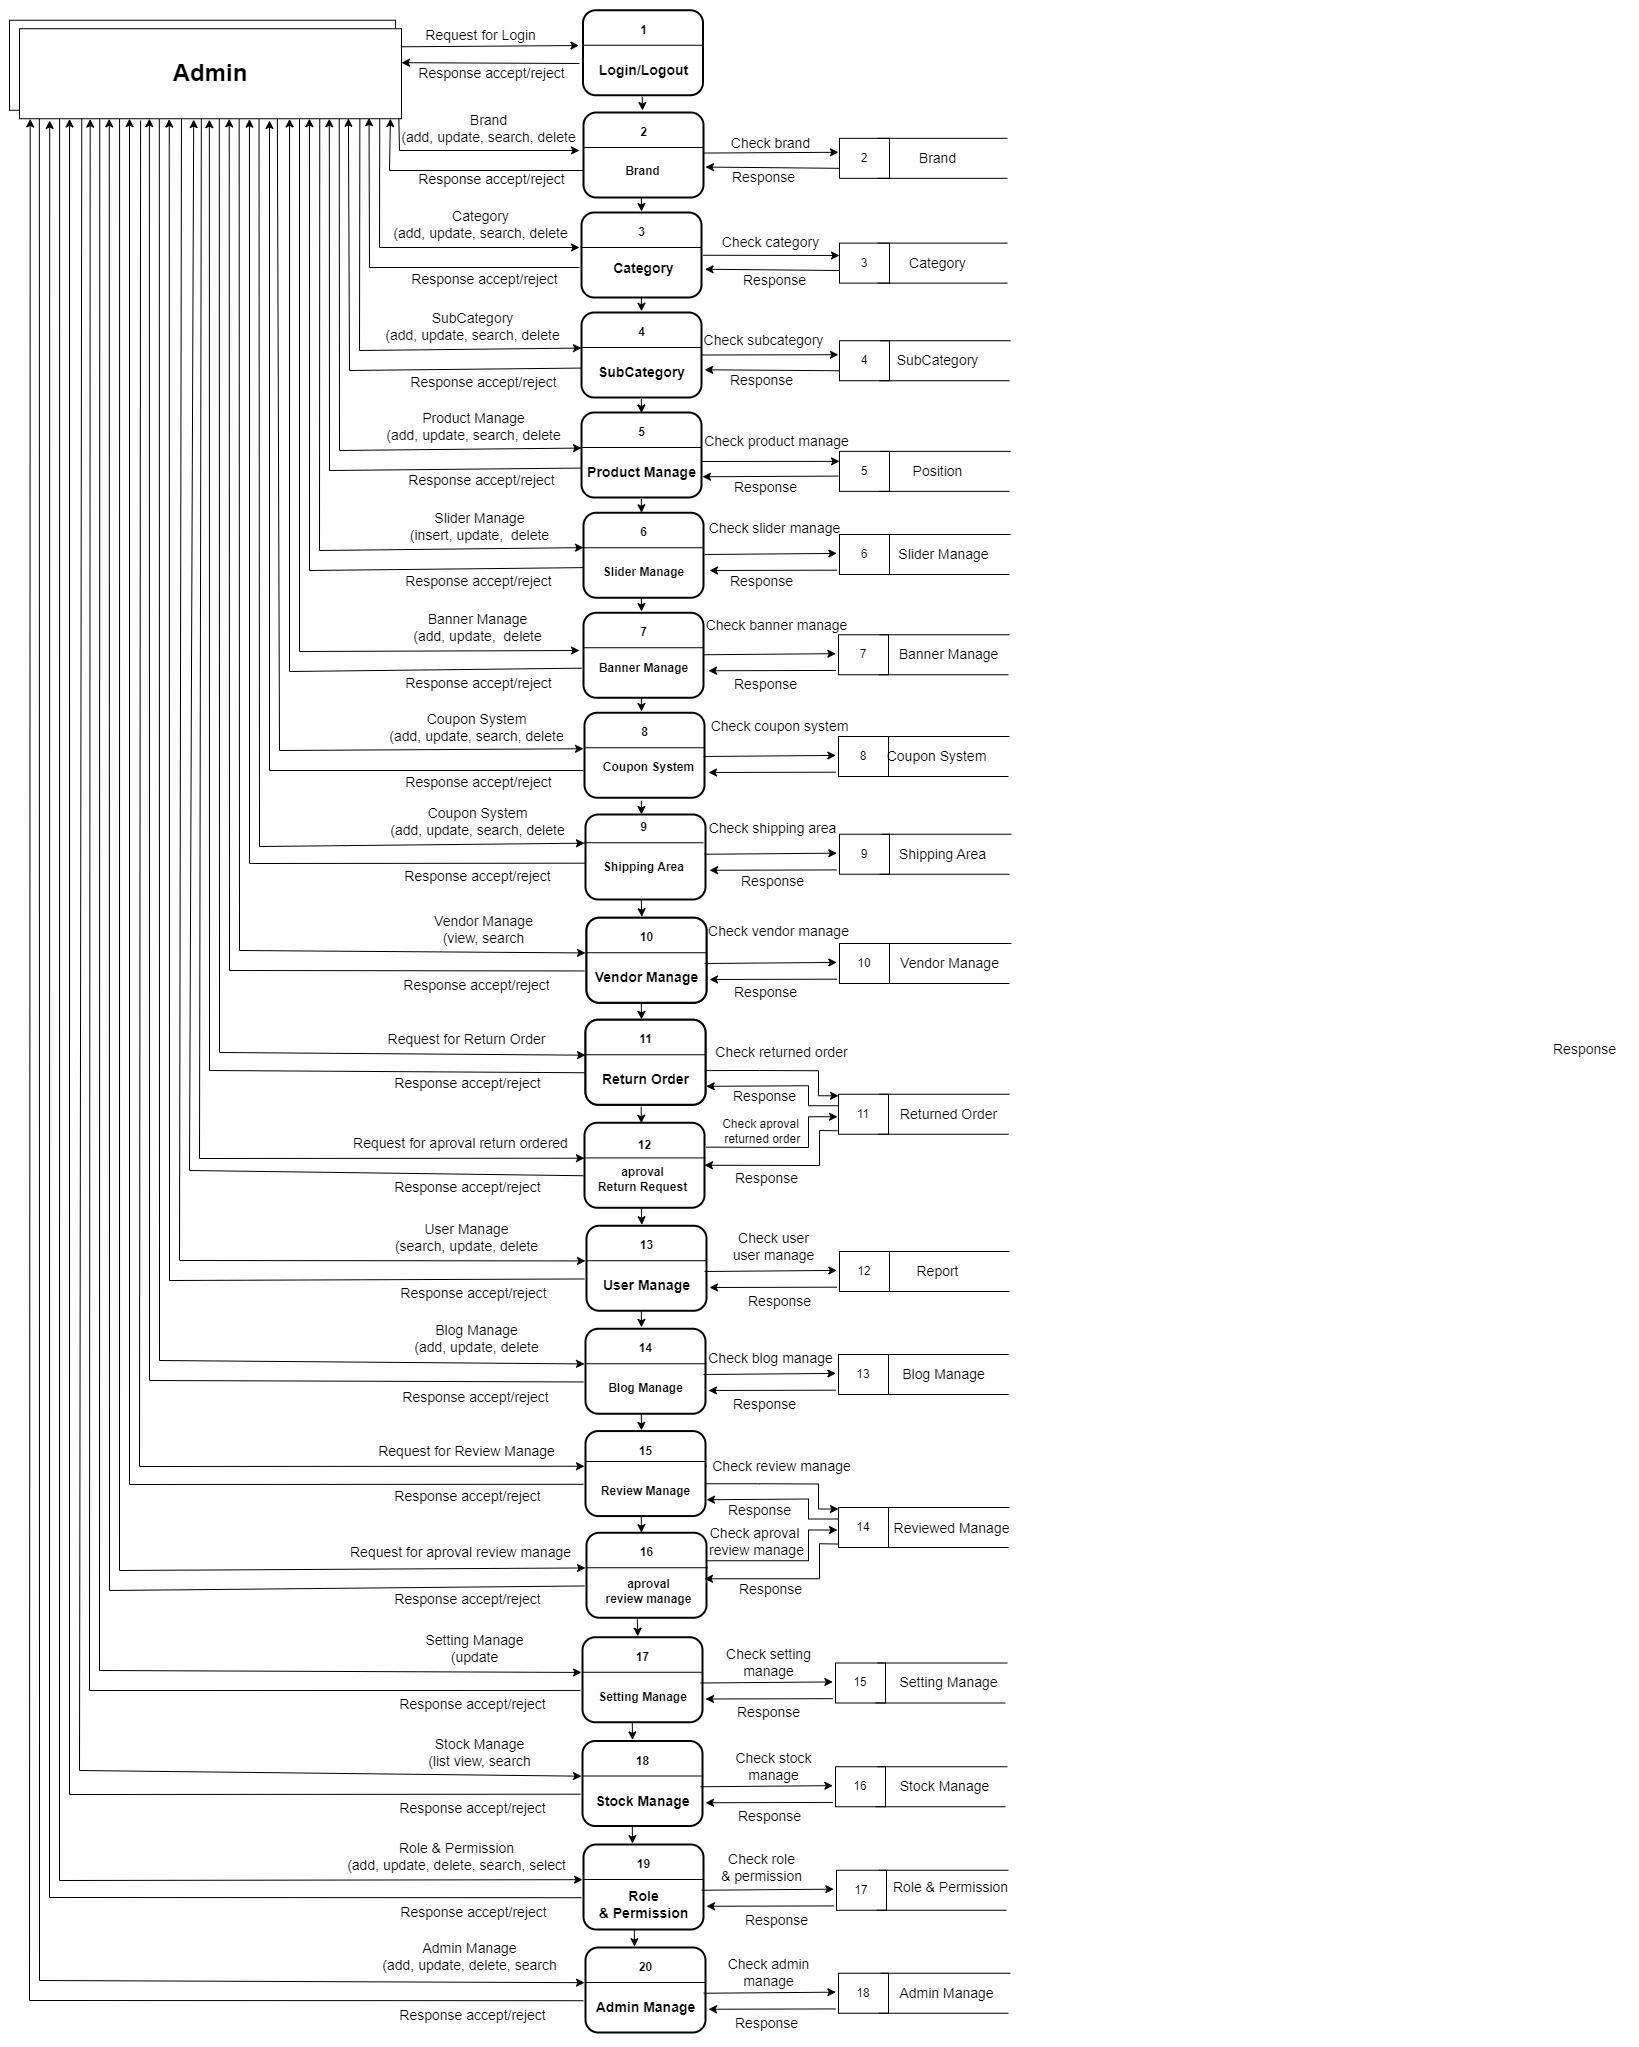 Admin
Request for Login
Response accept/reject
1
Login/Logout
Brand
(add, update, search, delete
Response accept/reject
2
Brand
Check brand
Response
2
Brand
Category
(add, update, search, delete
Response accept/reject
3
Category
Check category
Response
3
Category
SubCategory
(add, update, search, delete
Response accept/reject
4
SubCategory
Check subcategory
Response
4
SubCategory
Product Manage
(add, update, search, delete
Response accept/reject
5
Product Manage
Check product manage
Response
5
Position
Slider Manage
(insert, update,  delete
Response accept/reject
6
Slider Manage
Check slider manage
Response
6
Slider Manage
Banner Manage
(add, update,  delete
Response accept/reject
7
Banner Manage
Check banner manage
Response
7
Banner Manage
Coupon System
(add, update, search, delete
Response accept/reject
8
Coupon System
Check coupon system
8
Coupon System
Coupon System
(add, update, search, delete
Response accept/reject
9
Shipping Area
Check shipping area
Response
9
Shipping Area
Vendor Manage
(view, search
Response accept/reject
10
Vendor Manage
Check vendor manage
Response
10
Vendor Manage
Request for Return Order
Response accept/reject
11
Return Order
Check returned order
Response
11
Returned Order
Response
Request for aproval return ordered
Response accept/reject
12
aproval
Return Request
Check aproval
returned order
Response
User Manage
(search, update, delete
Response accept/reject
13
User Manage
Check user
user manage
Response
12
Report
Blog Manage
(add, update, delete
Response accept/reject
14
Blog Manage
Check blog manage
Response
13
Blog Manage
Request for Review Manage
Response accept/reject
15
Review Manage
Check review manage
Response
14
Reviewed Manage
Request for aproval review manage
Response accept/reject
16
aproval
review manage
Check aproval
review manage
Response
Setting Manage
(update
Response accept/reject
17
Setting Manage
Check setting
manage
Response
15
Setting Manage
Stock Manage
(list view, search
Response accept/reject
18
Stock Manage
Check stock
manage
Response
16
Stock Manage
Role & Permission
(add, update, delete, search, select
Response accept/reject
19
Role
& Permission
Check role
& permission
Response
17
Role & Permission
Admin Manage
(add, update, delete, search
Response accept/reject
20
Admin Manage
Check admin
manage
Response
18
Admin Manage